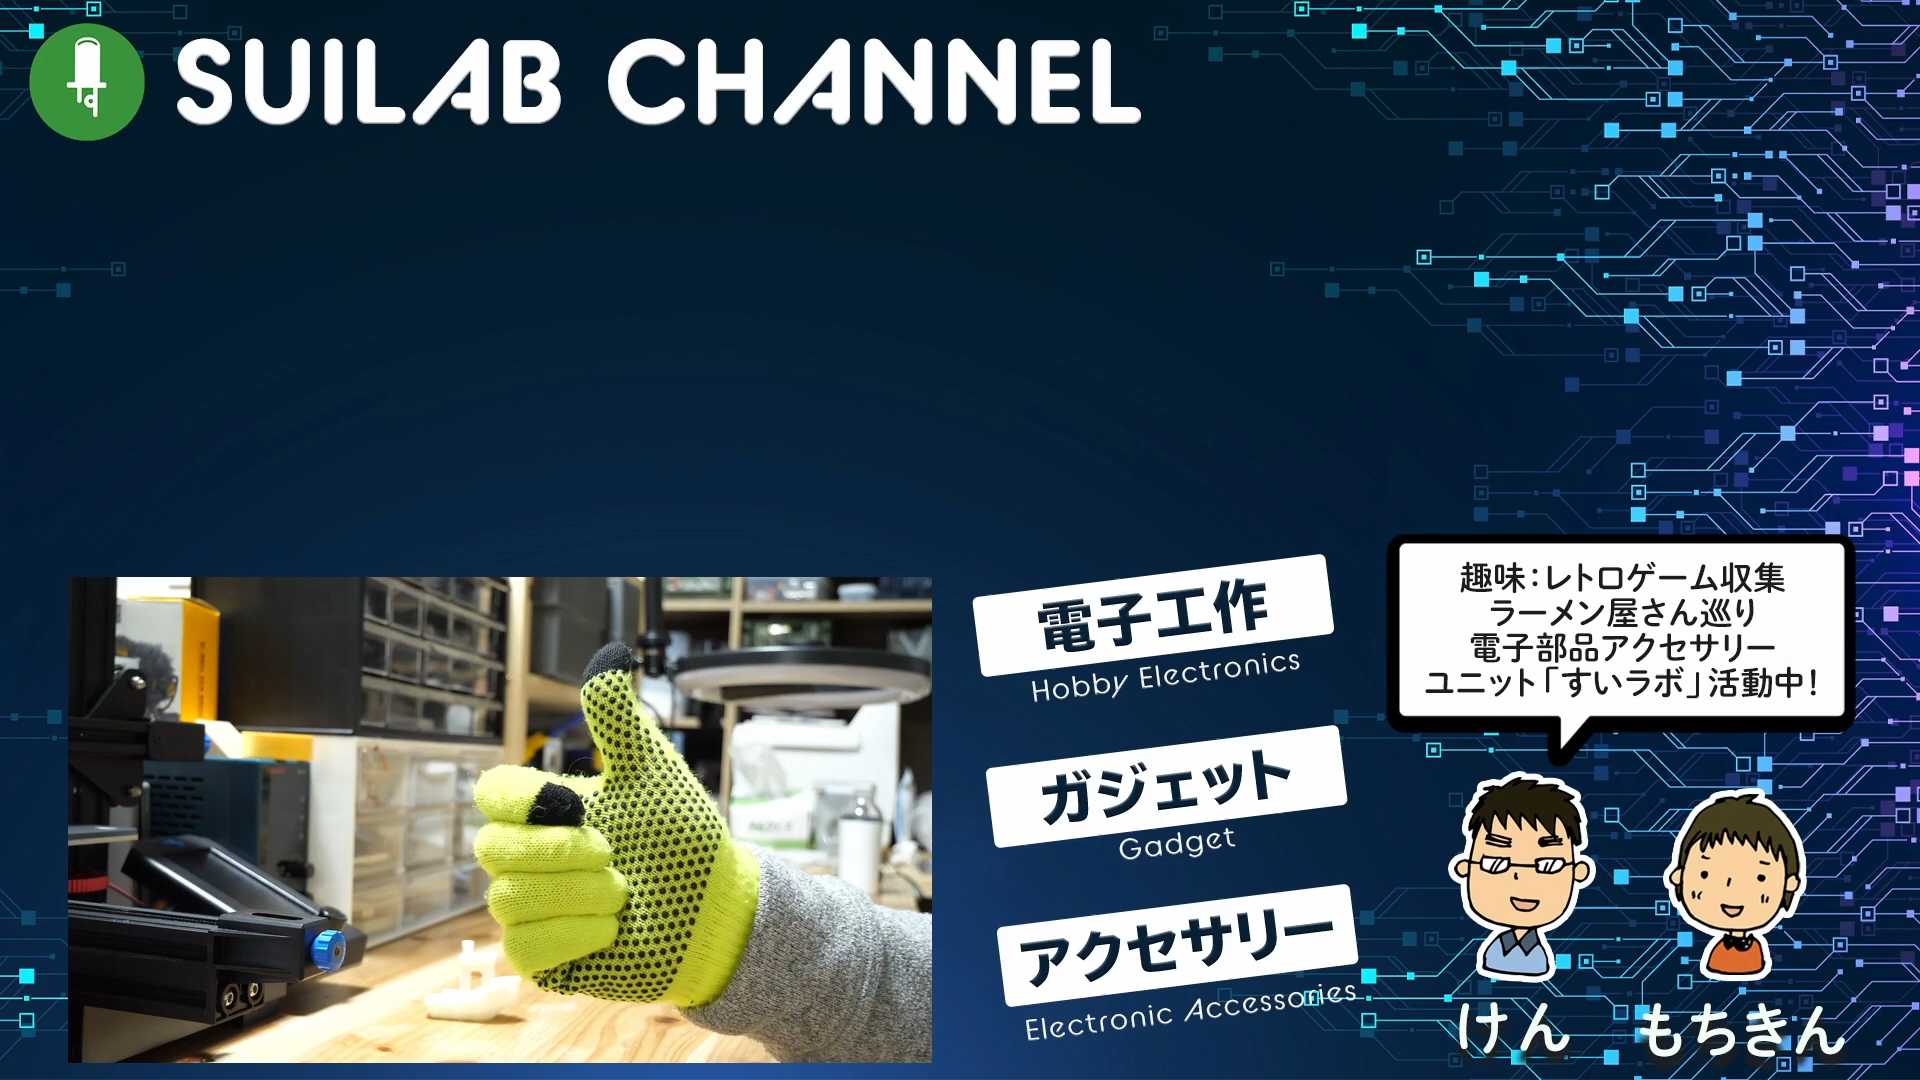 SUILAB CHANNEL
電子工作
Hobby Electronics
ガジェット
Gadget
アクセサリー
Electronic Accessories
趣味:レトロゲーム収集
ラーメン屋さん巡り
電子部品アクセサリー
ユニット「すいラボ」活動中!
けん
もちきん